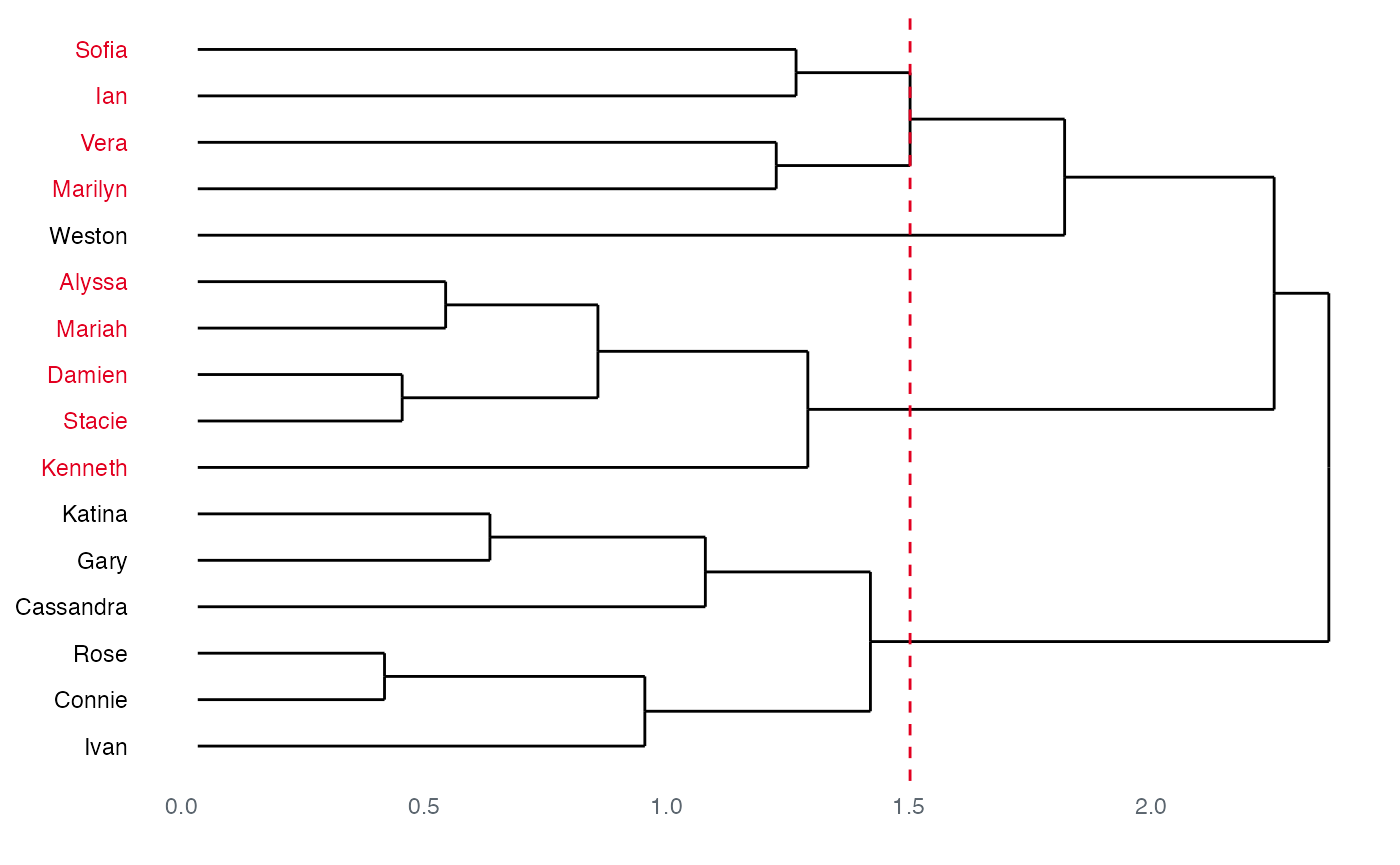 Sofia
Ian
Vera
Marilyn
Weston
Alyssa
Mariah
Damien
Stacie
Kenneth
Katina
Gary
Cassandra
Rose
Connie
Ivan
0.0 0.5 1.0 1.5 2.0